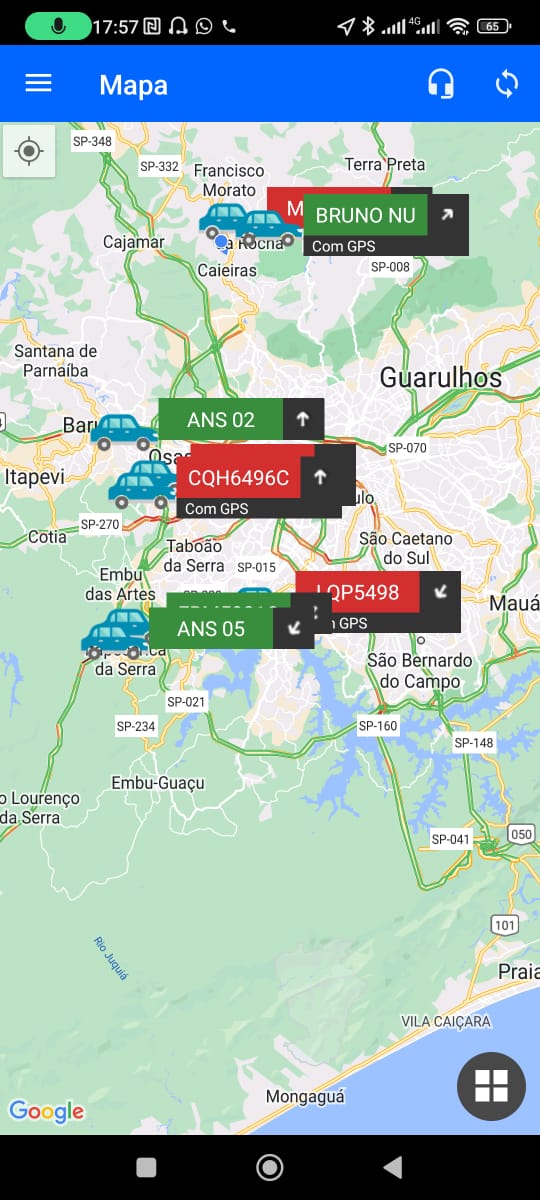 17:57
4G
65
Mapa
SP-348
SP-332
Francisco
Morato
Terra Preta
M
BRUNO NU
Com GPS
Cajamar
da Rocha
Caieiras
SP-008
Santana de
Parnaíba
Guarulhos
ANS 02
Baru
Osas
SP-070
CQH6496C
Com GPS
Itapevi
ulo
SP-270
Cotia
Taboão
da Serra
SP-015
São Caetano
do Sul
Embu
das Artes
LQP5498
GPS
Mauá
ANS 05
da Serra
São Bernardo
do Campo
SP-021
SP-234
SP-160
SP-148
Embu-Guaçu
o Lourenço
da Serra
SP-041
050
101
Rio Juquiá
Praia
VILA CAIÇARA
Mongaguá
Google